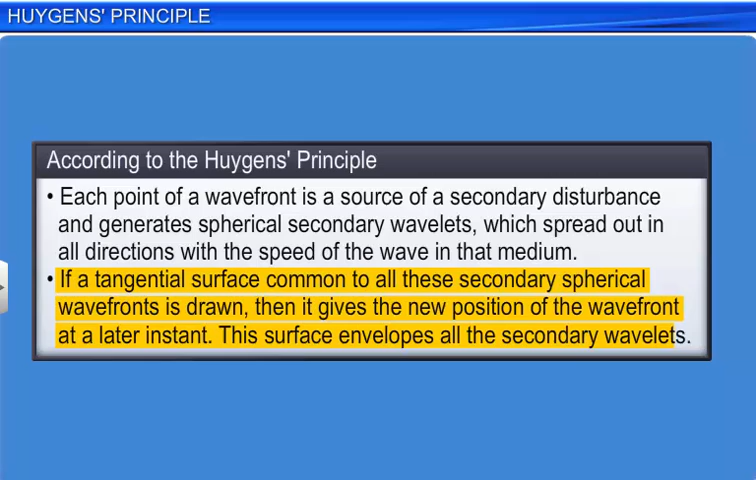 HUYGENS' PRINCIPLE
According to the Huygens' Principle
• Each point of a wavefront is a source of a secondary disturbance
and generates spherical secondary wavelets, which spread out in
all directions with the speed of the wave in that medium.
• If a tangential surface common to all these secondary spherical
wavefronts is drawn, then it gives the new position of the wavefront
at a later instant. This surface envelopes all the secondary wavelets.